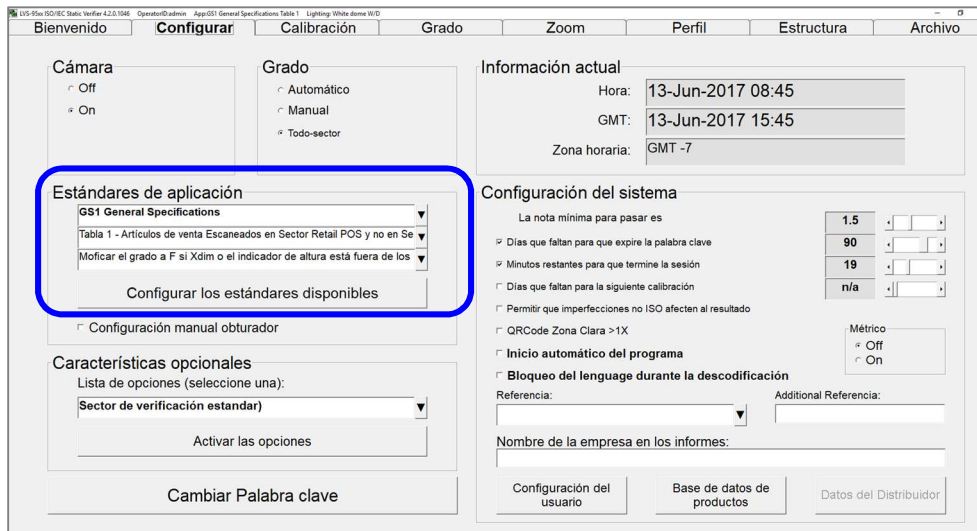 LVS-95xx ISO/IEC Static Verifier 4.2.0.1046 OperatorID:admin App:GS1 General Specifications Table 1 Lighting: White dome W/D
Bienvenido Configurar Calibración Grado Zoom Perfil Estructura Archivo
Cámara
Off
On
Grado
Automático
Manual
Todo-sector
Información actual
Hora: 13-Jun-2017 08:45
GMT: 13-Jun-2017 15:45
Zona horaria: GMT -7
Estándares de aplicación
GS1 General Specifications
Tabla 1 - Artículos de venta Escaneados en Sector Retail POS y no en Se
Moficar el grado a F si Xdim o el indicador de altura está fuera de los
Configurar los estándares disponibles
Configuración manual obturador
Características opcionales
Lista de opciones (seleccione una):
Sector de verificación estandar)
Activar las opciones
Cambiar Palabra clave
Configuración del sistema
La nota mínima para pasar es 1.5
Días que faltan para que expire la palabra clave 90
Minutos restantes para que termine la sesión 19
Días que faltan para la siguiente calibración n/a
Permitir que imperfecciones no ISO afecten al resultado
QRCode Zona Clara >1X
Inicio automático del programa
Bloqueo del lenguage durante la descodificación
Métrico
Off
On
Referencia: Additional Referencia:
Nombre de la empresa en los informes:
Configuración del usuario
Base de datos de productos
Datos del Distribuidor